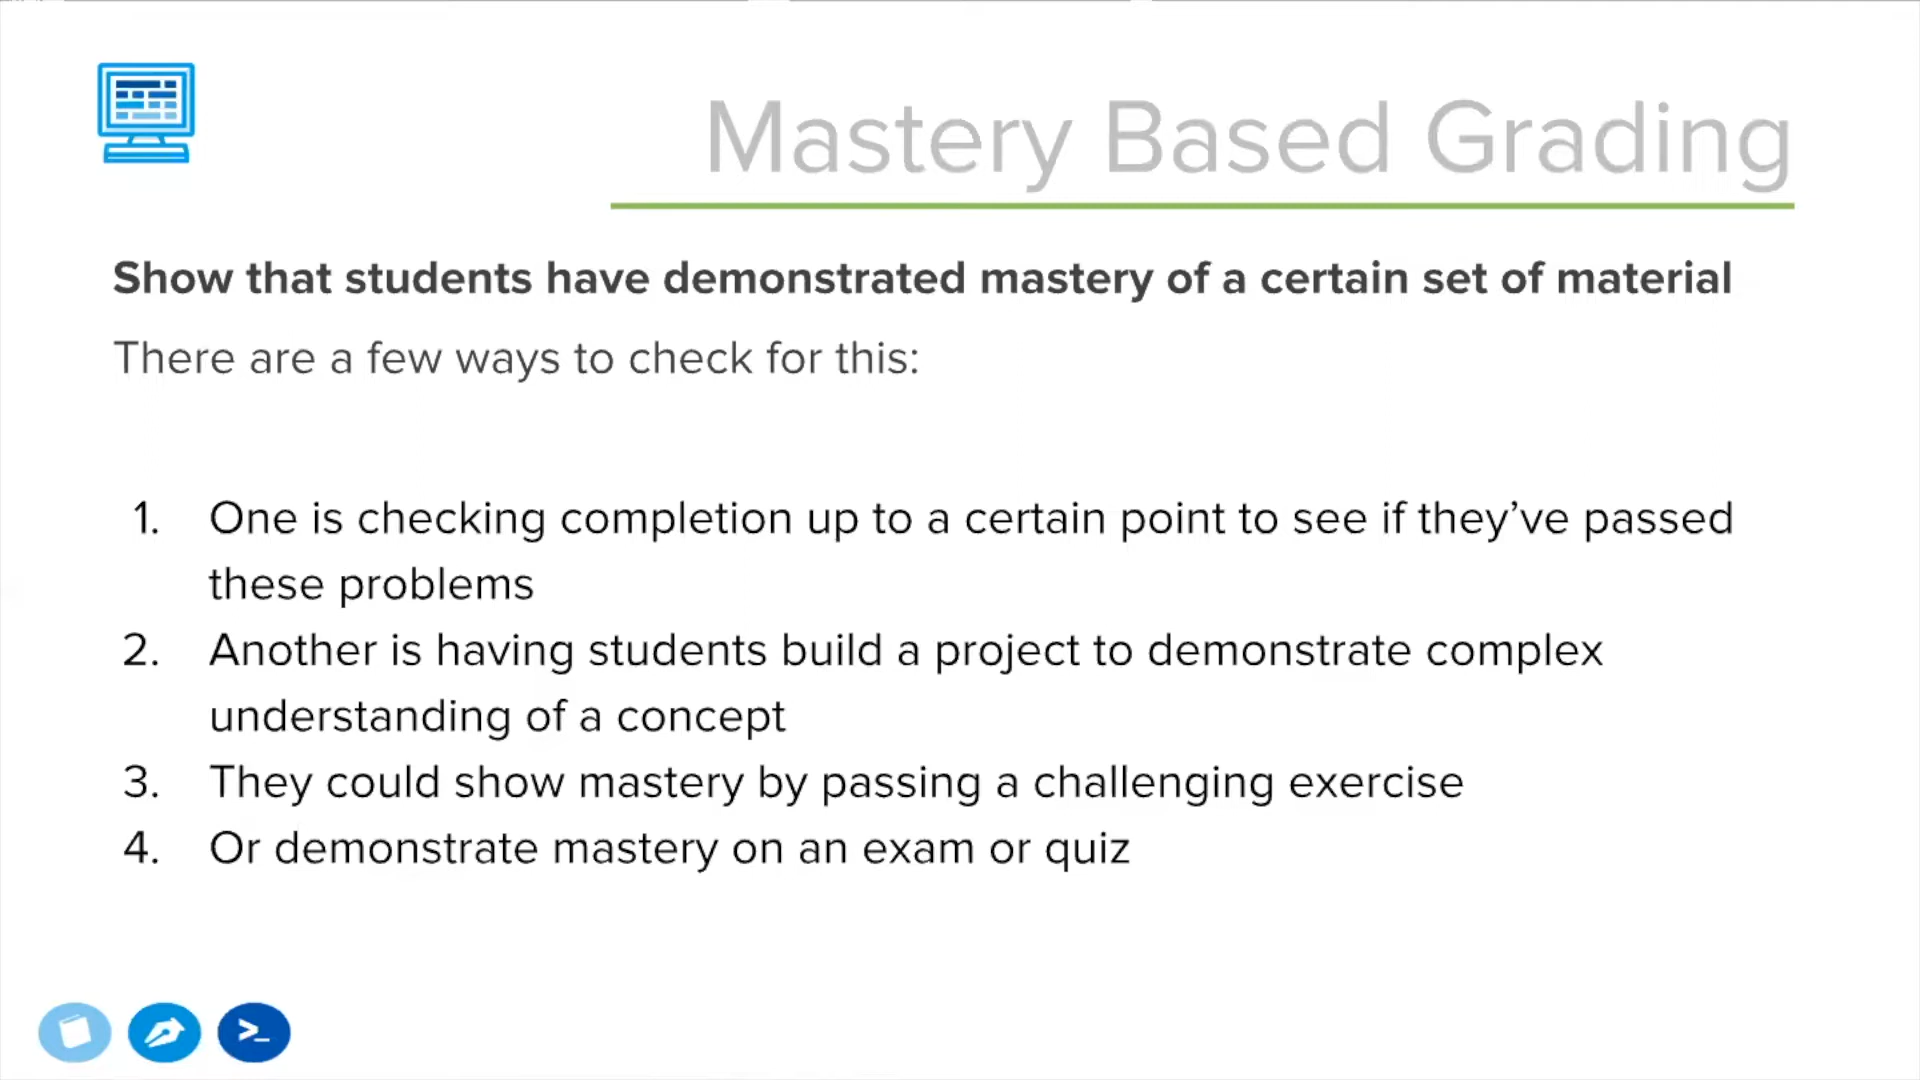 Mastery Based Grading
Show that students have demonstrated mastery of a certain set of material
There are a few ways to check for this:
1. One is checking completion up to a certain point to see if they’ve passed
these problems
2. Another is having students build a project to demonstrate complex
understanding of a concept
3. They could show mastery by passing a challenging exercise
4. Or demonstrate mastery on an exam or quiz
>_